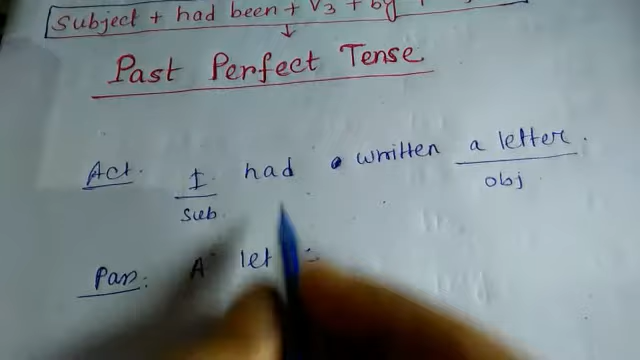 Subject + had been + V3 + by +
Past Perfect Tense
Act. I had written a letter.
Sub. obj
Pas: A let